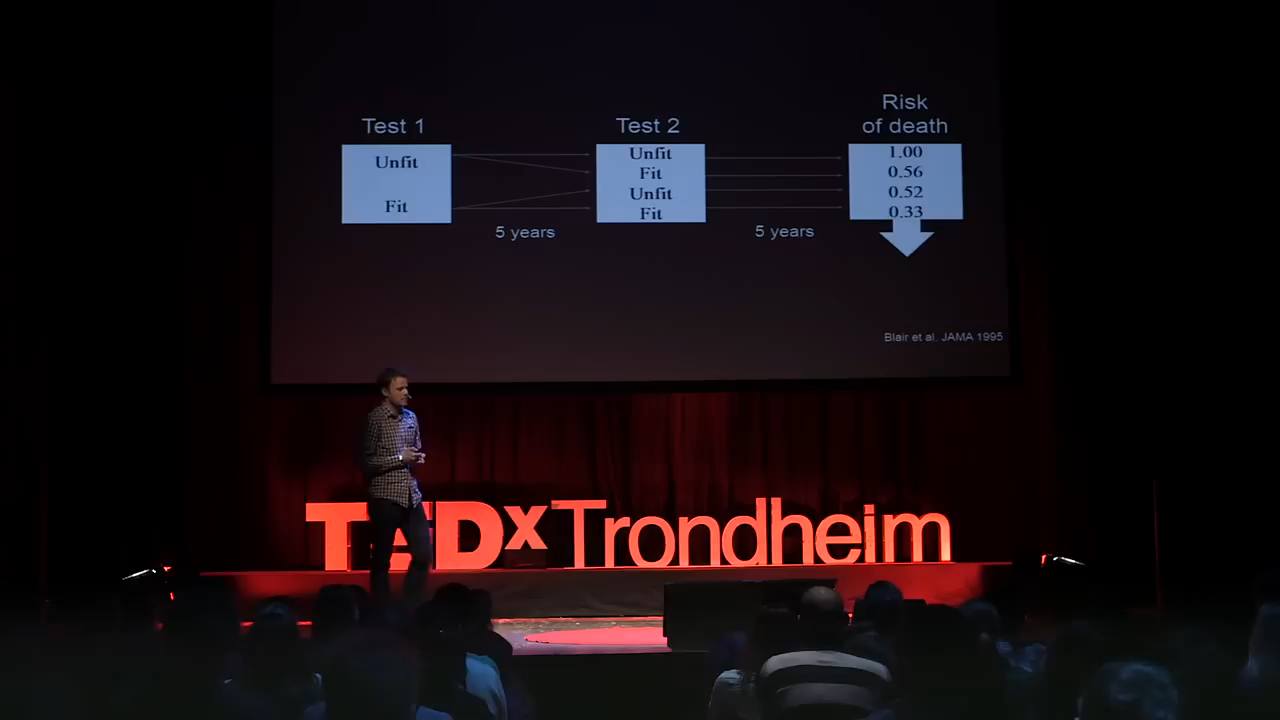 Test 1
Unfit
Fit
5 years
Test 2
Unfit
Fit
Unfit
Fit
5 years
Risk
of death
1.00
0.56
0.52
0.33
Blair et al. JAMA 1995
TEDxTrondheim